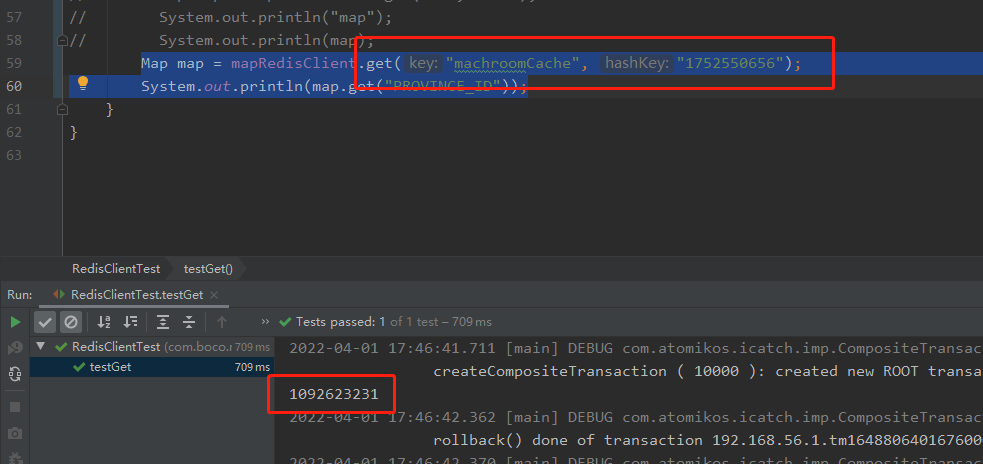 57 // System.out.println("map");
58 // System.out.println(map);
59 Map map = mapRedisClient.get( key: "machroomCache", hashKey: "1752550656");
60 System.out.println(map.get("PROVINCE_ID"));
61 }
62 }
63
RedisClientTest testGet()
Run: RedisClientTest.testGet ×
» Tests passed: 1 of 1 test – 709 ms
RedisClientTest (com.boco.r 709 ms
testGet 709 ms
2022-04-01 17:46:41.711 [main] DEBUG com.atomikos.icatch.imp.CompositeTransac
createCompositeTransaction ( 10000 ): created new ROOT transa
1092623231
2022-04-01 17:46:42.362 [main] DEBUG com.atomikos.icatch.imp.CompositeTransac
rollback() done of transaction 192.168.56.1.tm164880640167600
2022-04-01 17:46:42.370 [main] DEBUG com.atomikos.icatch.imp.CompositeTransac